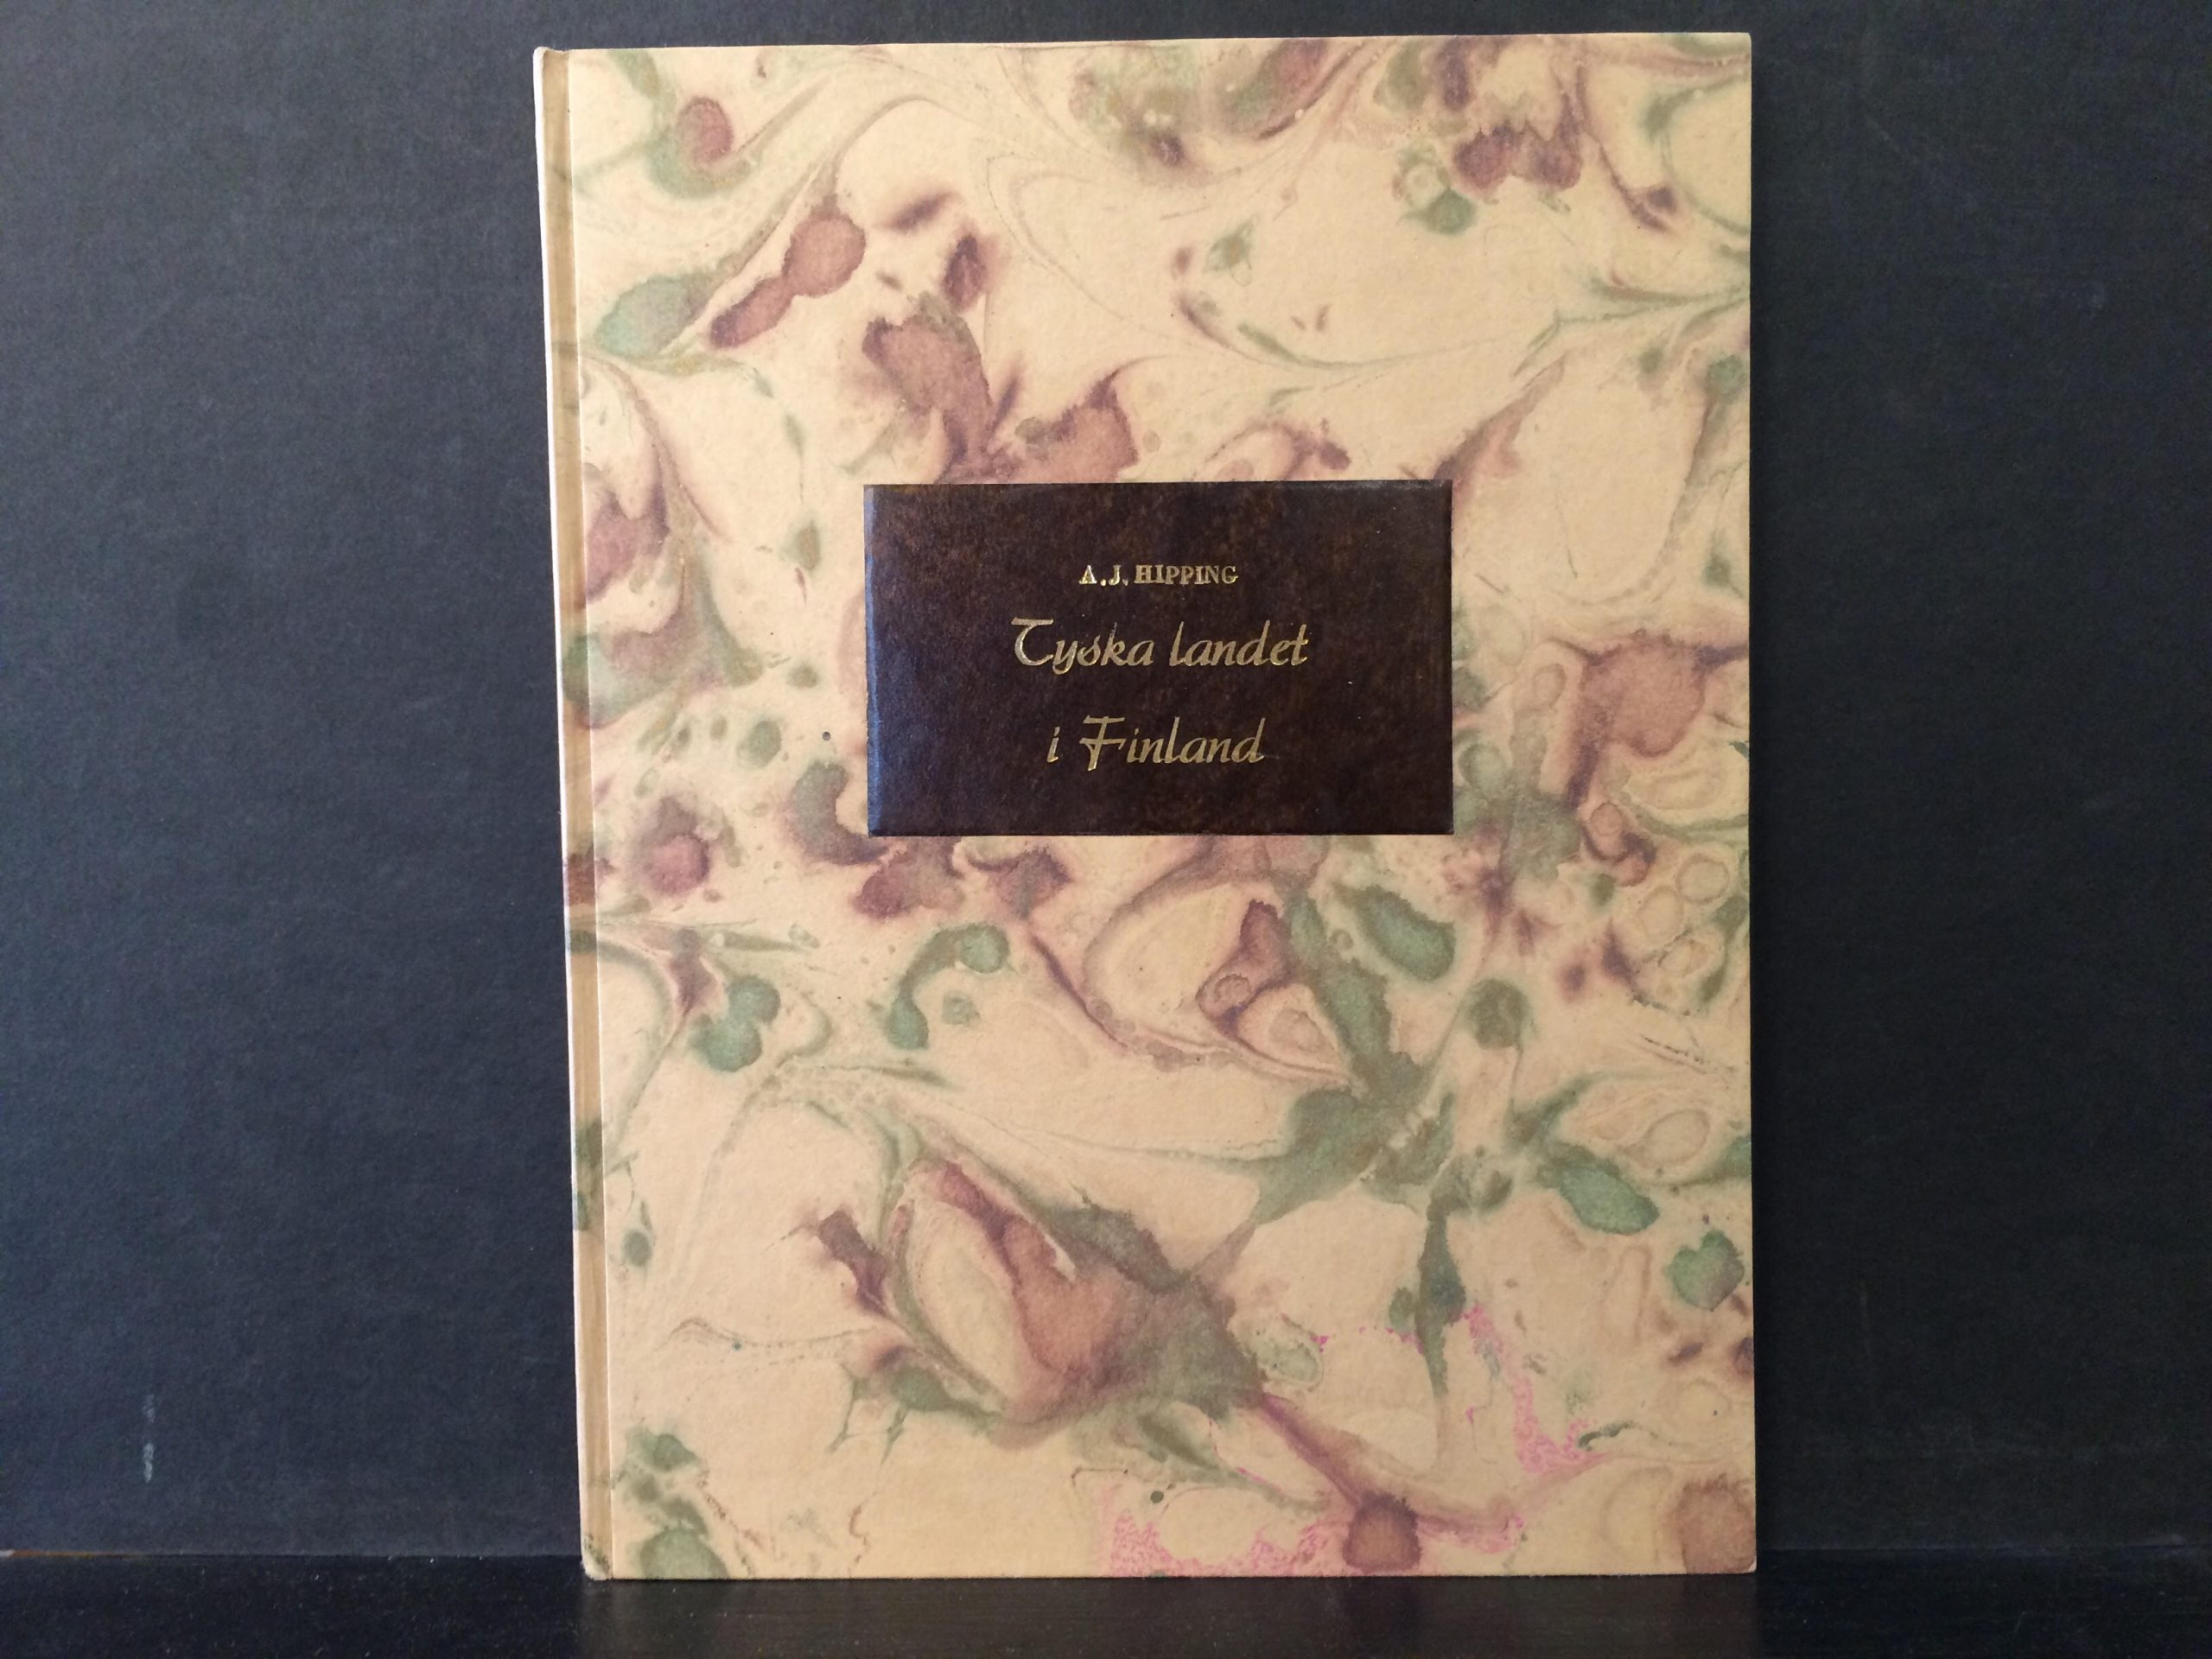 A.J. HIPPING
Tyska landet
i Finland